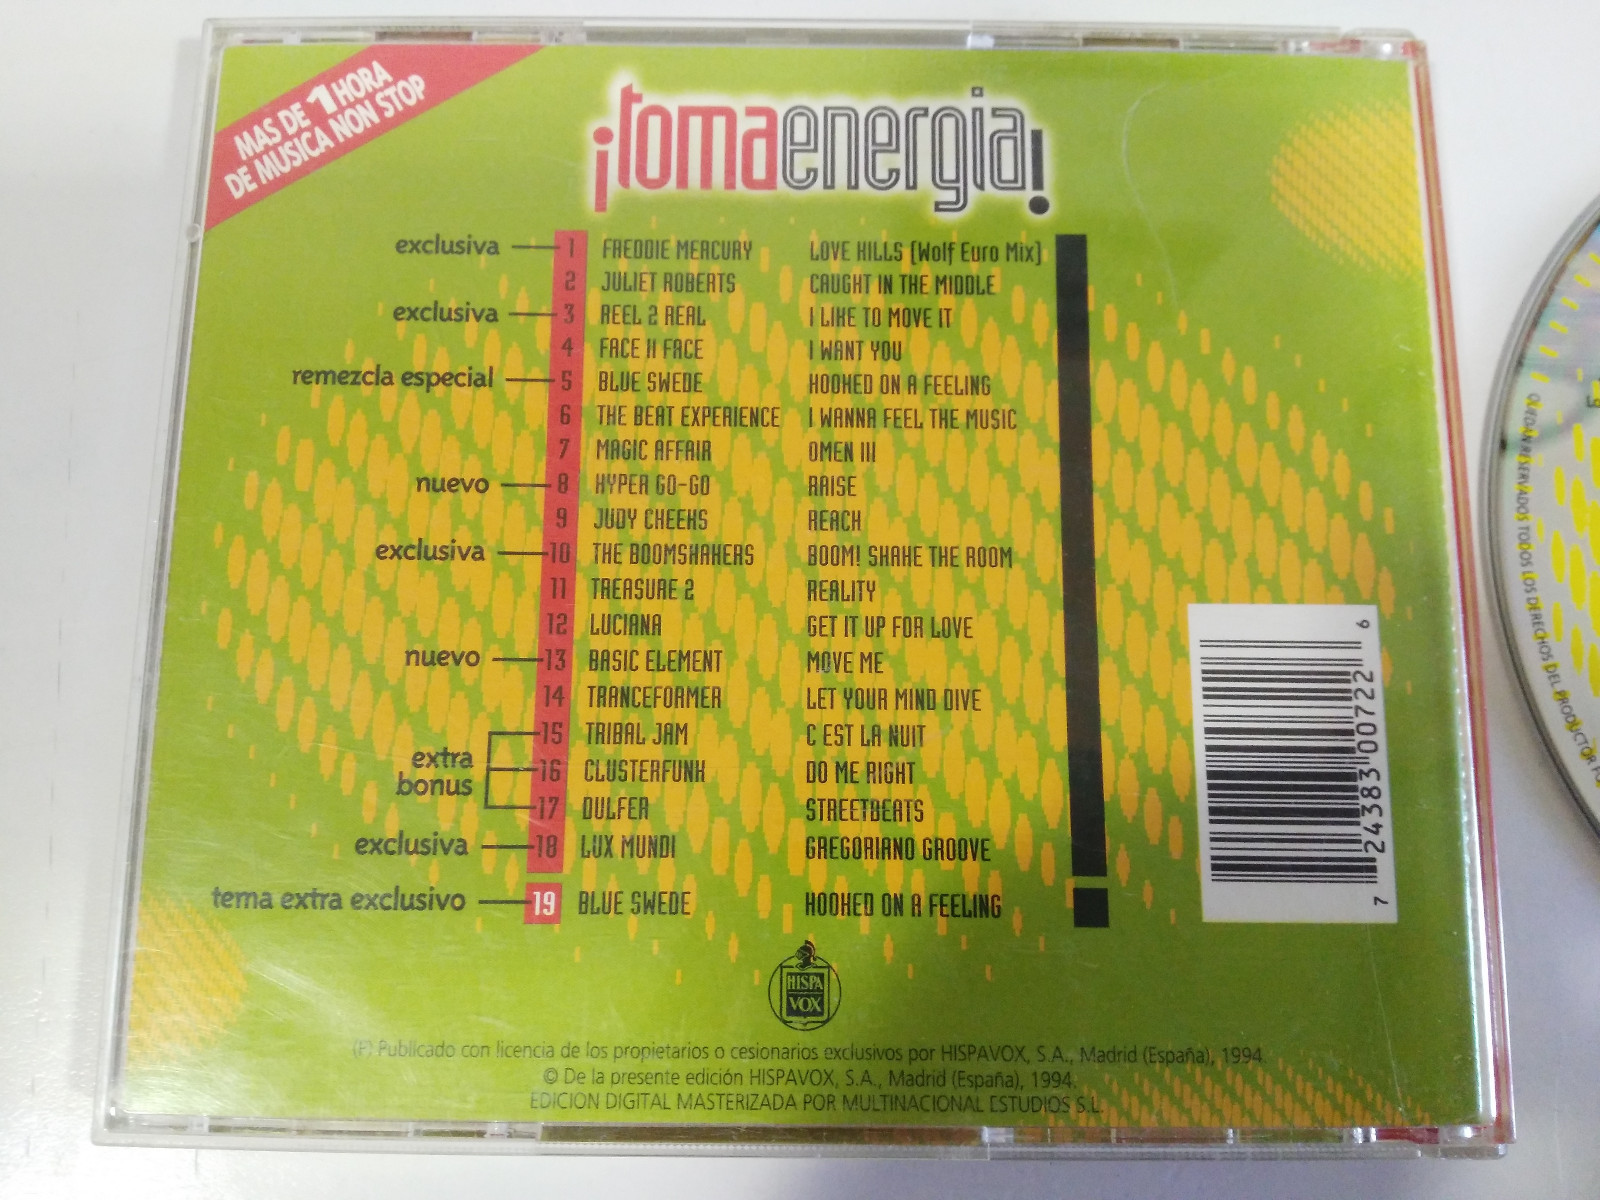 MAS DE 1 HORA
DE MUSICA NON STOP
¡tomaenergia!
exclusiva 1 FREDDIE MERCURY LOVE KILLS [Wolf Euro Mix]
2 JULIET ROBERTS CAUGHT IN THE MIDDLE
exclusiva 3 REEL 2 REAL I LIKE TO MOVE IT
4 FACE II FACE I WANT YOU
remezcla especial 5 BLUE SWEDE HOOKED ON A FEELING
6 THE BEAT EXPERIENCE I WANNA FEEL THE MUSIC
7 MAGIC AFFAIR OMEN III
nuevo 8 HYPER GO-GO RAISE
9 JUDY CHEEKS REACH
exclusiva 10 THE BOOMSHAKERS BOOM! SHAKE THE ROOM
11 TREASURE 2 REALITY
12 LUCIANA GET IT UP FOR LOVE
nuevo 13 BASIC ELEMENT MOVE ME
14 TRANCEFORMER LET YOUR MIND DIVE
extra bonus 15 TRIBAL JAM C EST LA NUIT
16 CLUSTERFUNK DO ME RIGHT
17 DULFER STREETBEATS
exclusiva 18 LUX MUNDI GREGORIANO GROOVE
tema extra exclusivo 19 BLUE SWEDE HOOKED ON A FEELING
HISPA
VOX
(P) Publicado con licencia de los propietarios o cesionarios exclusivos por HISPAVOX, S.A., Madrid (España), 1994.
© De la presente edición HISPAVOX, S.A., Madrid (España), 1994.
EDICION DIGITAL MASTERIZADA POR MULTINACIONAL ESTUDIOS S.L.
7 24383 00722 6
QUEDAN RESERVADOS TODOS LOS DERECHOS DEL PRODUCTOR